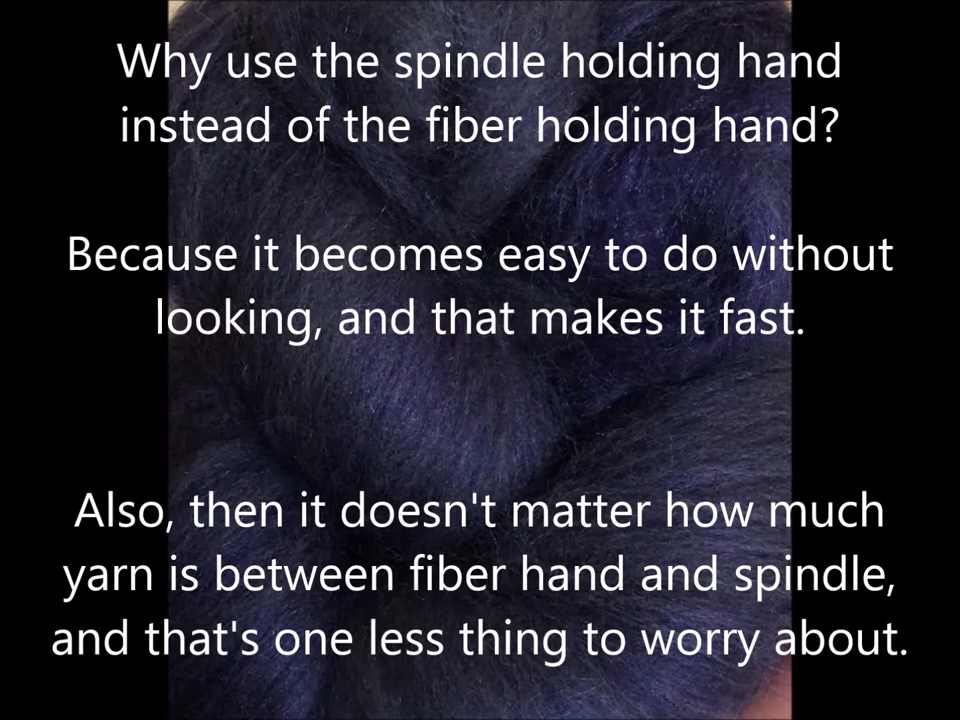 Why use the spindle holding hand
instead of the fiber holding hand?
Because it becomes easy to do without
looking, and that makes it fast.
Also, then it doesn't matter how much
yarn is between fiber hand and spindle,
and that's one less thing to worry about.